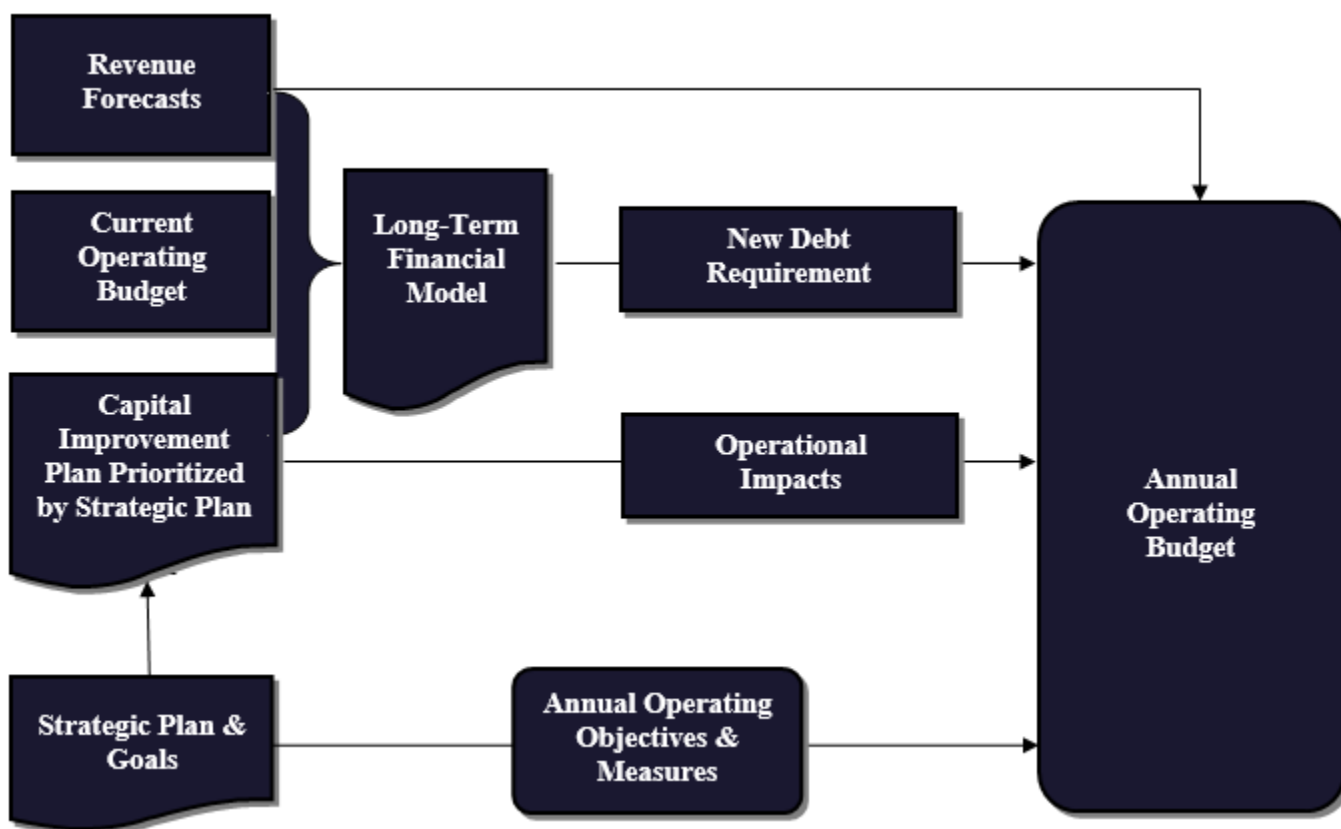 Revenue
Forecasts
Current
Operating
Budget
Long-Term
Financial
Model
New Debt
Requirement
Capital
Improvement
Plan Prioritized
by Strategic Plan
Operational
Impacts
Annual
Operating
Budget
Strategic Plan &
Goals
Annual Operating
Objectives &
Measures